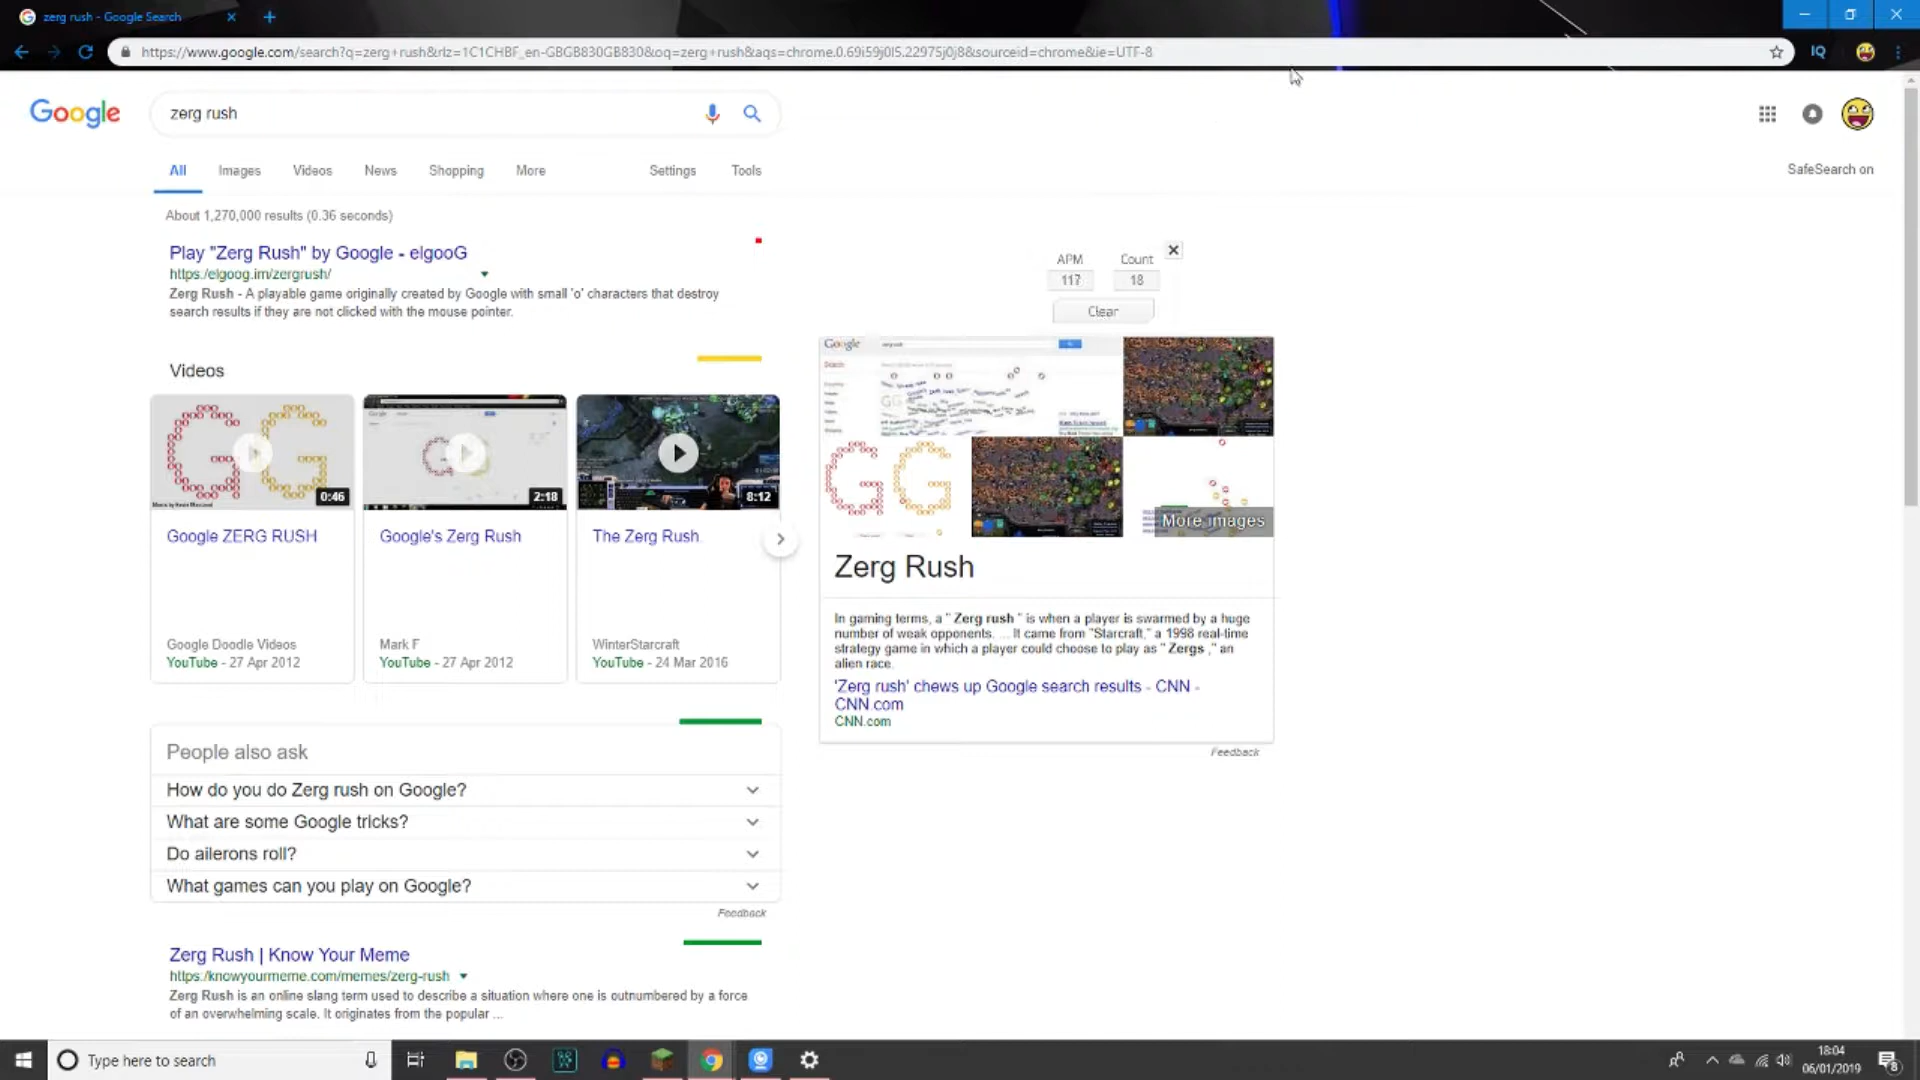 zerg rush - Google Search
https://www.google.com/search?q=zerg+rush&rlz=1C1CHBF_en-GBGB830GB830&oq=zerg+rush&aqs=chrome.0.69i59j0l5.22975j0j8&sourceid=chrome&ie=UTF-8
IQ
Google
zerg rush
All Images Videos News Shopping More Settings Tools
SafeSearch on
About 1,270,000 results (0.36 seconds)
Play "Zerg Rush" by Google - elgooG
https:/elgoog.im/zergrush/
Zerg Rush - A playable game originally created by Google with small 'o' characters that destroy
search results if they are not clicked with the mouse pointer.
APM Count
117 18
Clear
Videos
0:46
2:18
8:12
Google ZERG RUSH
Google's Zerg Rush
The Zerg Rush
Google Doodle Videos
YouTube - 27 Apr 2012
Mark F
YouTube - 27 Apr 2012
WinterStarcraft
YouTube - 24 Mar 2016
Google
More images
Zerg Rush
In gaming terms, a " Zerg rush " is when a player is swarmed by a huge
number of weak opponents. ... It came from "Starcraft," a 1998 real-time
strategy game in which a player could choose to play as " Zergs ," an
alien race.
'Zerg rush' chews up Google search results - CNN -
CNN.com
CNN.com
Feedback
People also ask
How do you do Zerg rush on Google?
What are some Google tricks?
Do ailerons roll?
What games can you play on Google?
Feedback
Zerg Rush | Know Your Meme
https:/knowyourmeme.com/memes/zerg-rush
Zerg Rush is an online slang term used to describe a situation where one is outnumbered by a force
of an overwhelming scale. It originates from the popular ...
Type here to search
18:04
06/01/2019
8